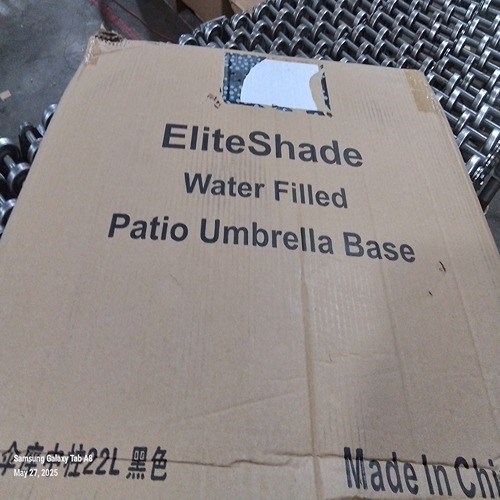 EliteShade
Water Filled
Patio Umbrella Base
22L 黑色
Made In Chi
Samsung Galaxy Tab A8
May 27, 2025